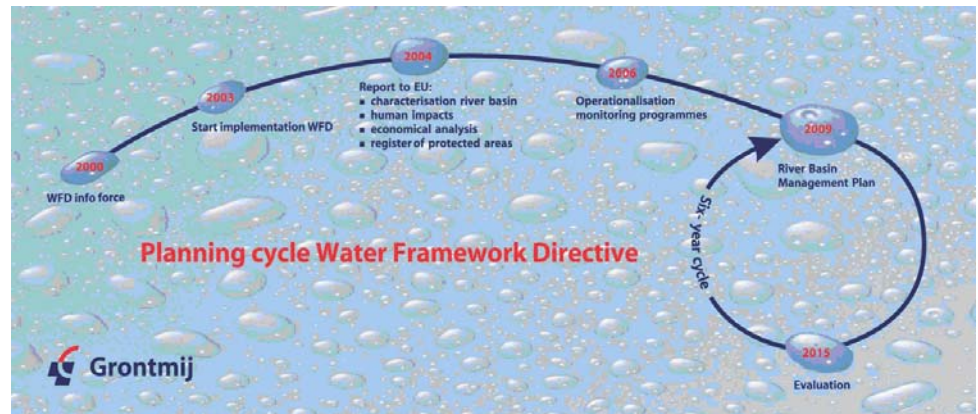 2000
WFD info force
2003
Start implementation WFD
2004
Report to EU:
▪ characterisation river basin
▪ human impacts
▪ economical analysis
▪ register of protected areas
2006
Operationalisation
monitoring programmes
2009
River Basin
Management Plan
Six- year cycle
2015
Evaluation
Planning cycle Water Framework Directive
Grontmij